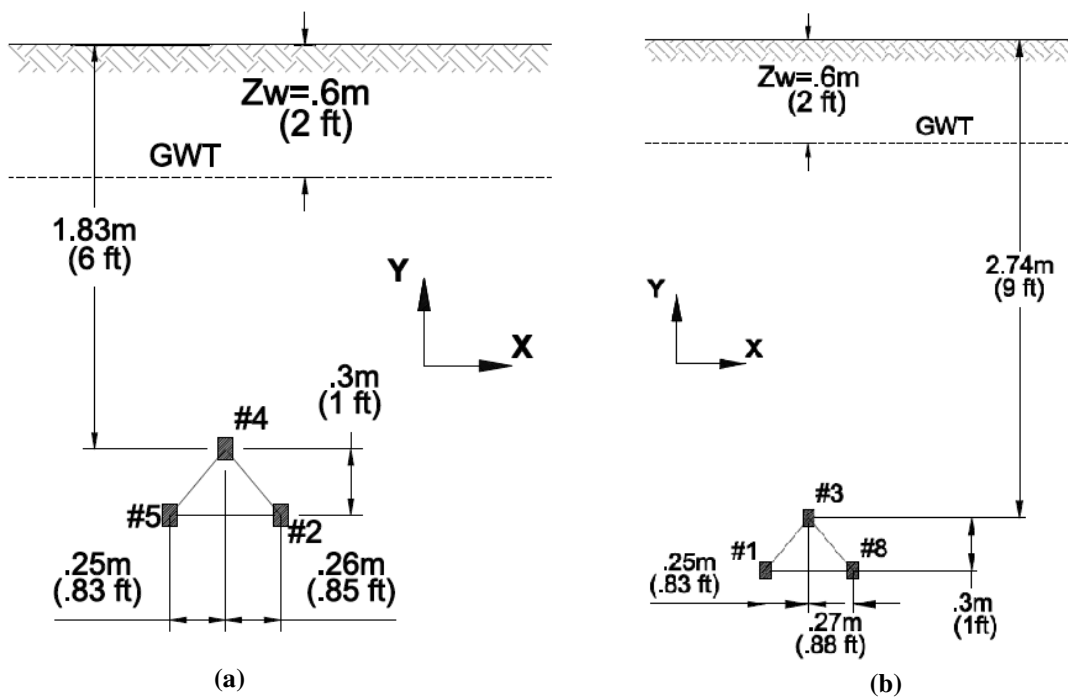 Zw=.6m
(2 ft)
GWT
1.83m
(6 ft)
Y
X
.3m
(1 ft)
#4
#5
#2
.25m
(.83 ft)
.26m
(.85 ft)
(a)
Zw=.6m
(2 ft)
GWT
2.74m
(9 ft)
Y
X
#3
#1
#8
.25m
(.83 ft)
.27m
(.88 ft)
.3m
(1ft)
(b)